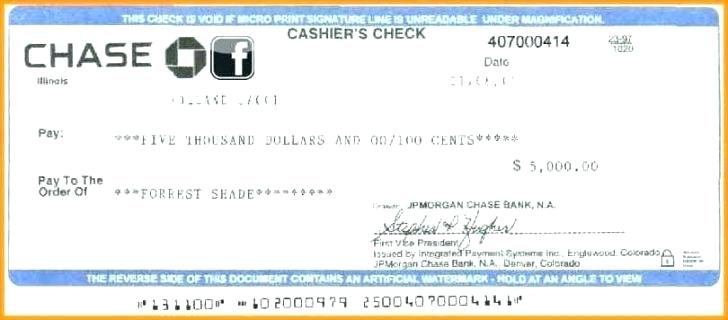 THIS CHECK IS VOID IF MICRO PRINT SIGNATURE LINE IS UNREADABLE UNDER MAGNIFICATION.
CASHIER'S CHECK
CHASE f
407000414
23-97
1020
Illinois
Date
Pay: ***FIVE THOUSAND DOLLARS AND 00/100 CENTS*****
$ 5,000.00
Pay To The
Order Of ***FORREST SHADE*********
JPMORGAN CHASE BANK, N.A.
First Vice President
Issued by Integrated Payment Systems Inc., Englewood, Colorado
JPMorgan Chase Bank, N.A. Denver, Colorado
THE REVERSE SIDE OF THIS DOCUMENT CONTAINS AN ARTIFICIAL WATERMARK - HOLD AT AN ANGLE TO VIEW
⑈131100⑈ ⑆102000979 25004070004141⑈